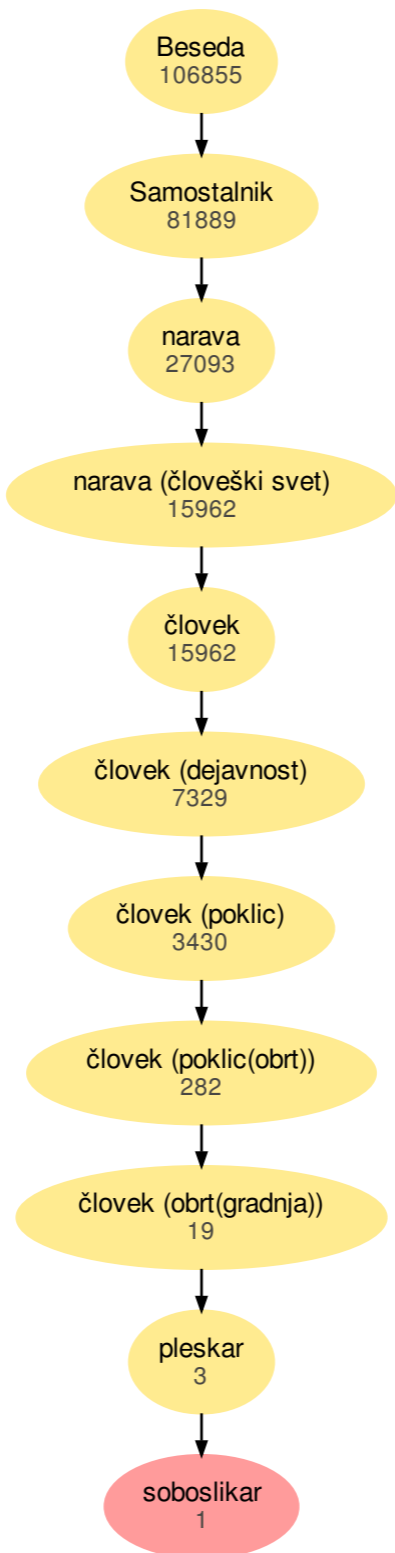 Beseda
106855
Samostalnik
81889
narava
27093
narava (človeški svet)
15962
človek
15962
človek (dejavnost)
7329
človek (poklic)
3430
človek (poklic(obrt))
282
človek (obrt(gradnja))
19
pleskar
3
soboslikar
1